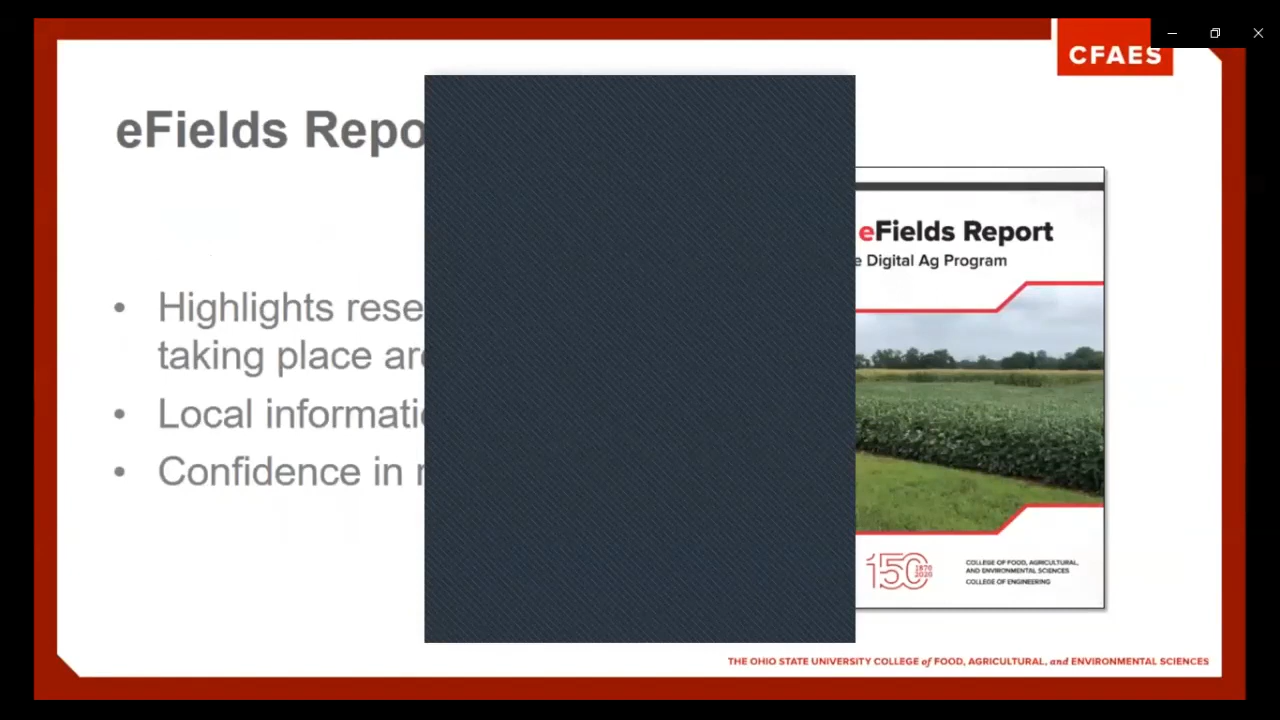 CFAES
eFields Repo
Highlights rese
taking place
Local informati
Confidence in
eFields Report
Digital Ag Program
150
1870
2020
COLLEGE OF FOOD, AGRICULTURAL,
AND ENVIRONMENTAL SCIENCES
COLLEGE OF ENGINEERING
THE OHIO STATE UNIVERSITY COLLEGE of FOOD, AGRICULTURAL, and ENVIRONMENTAL SCIENCES